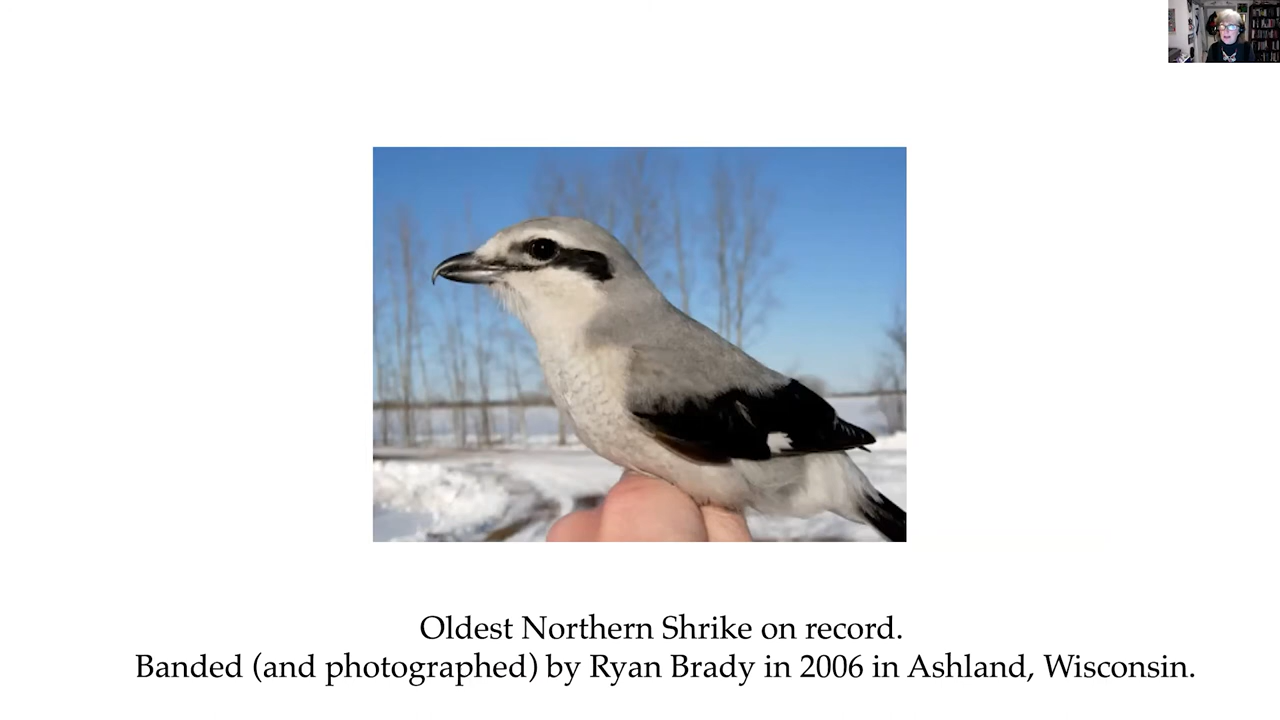 Oldest Northern Shrike on record.
Banded (and photographed) by Ryan Brady in 2006 in Ashland, Wisconsin.